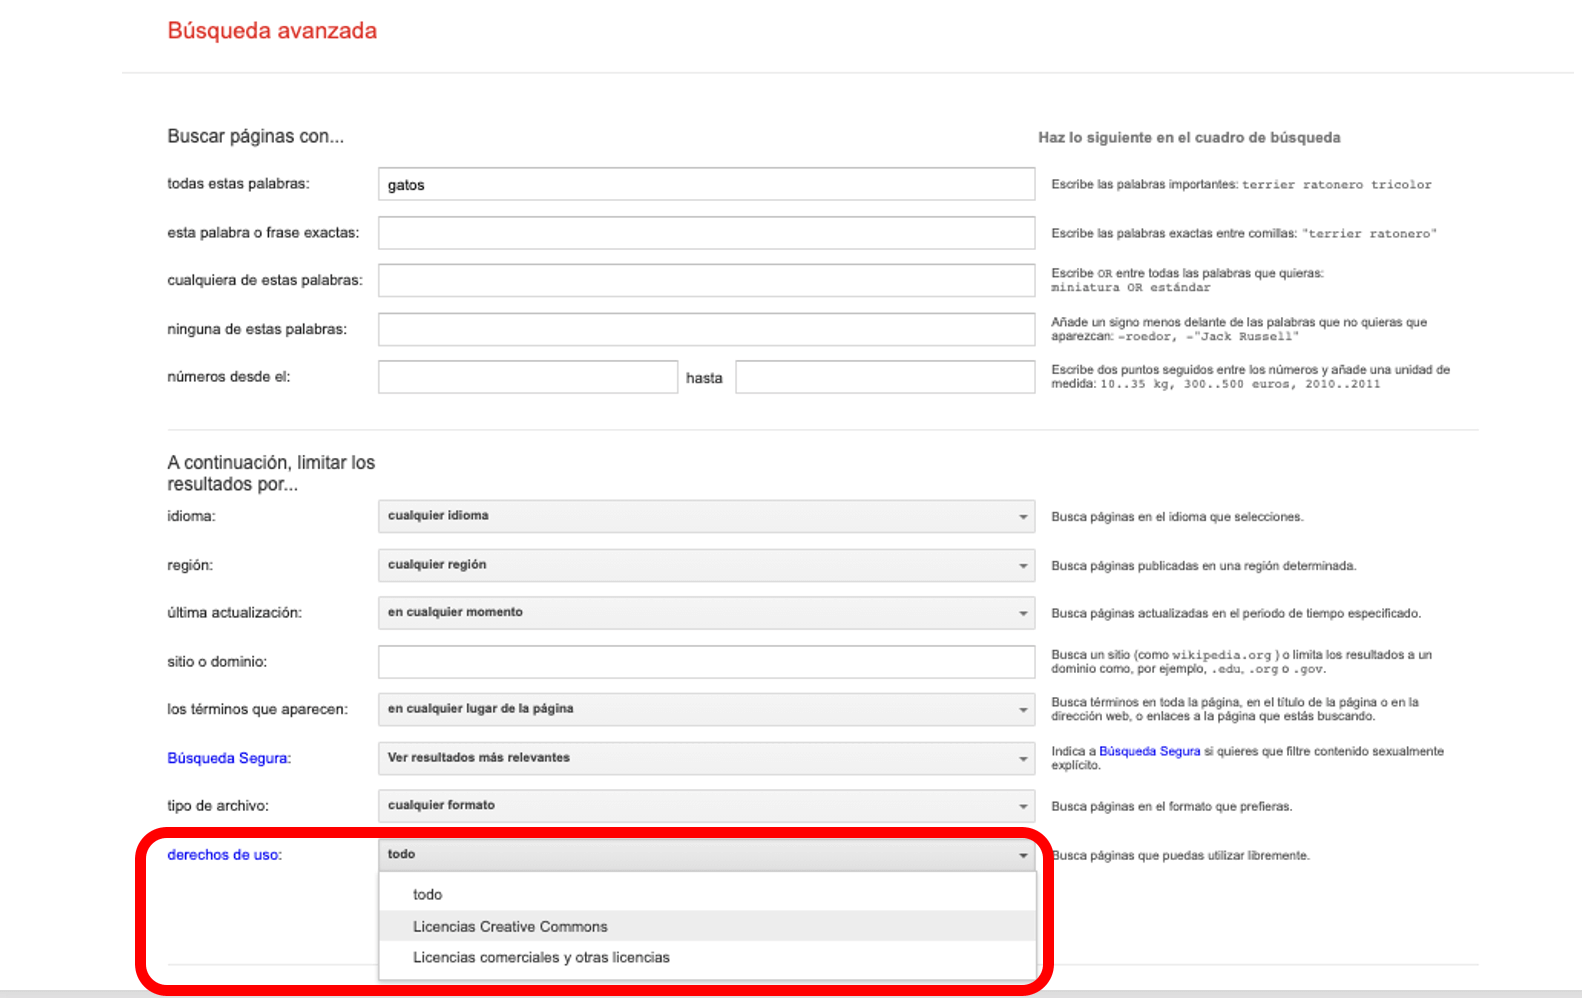 Búsqueda avanzada
Buscar páginas con...
Haz lo siguiente en el cuadro de búsqueda
todas estas palabras:
gatos
Escribe las palabras importantes: terrier ratonero tricolor
esta palabra o frase exactas:
Escribe las palabras exactas entre comillas: "terrier ratonero"
cualquiera de estas palabras:
Escribe OR entre todas las palabras que quieras:
miniatura OR estándar
ninguna de estas palabras:
Añade un signo menos delante de las palabras que no quieras que
aparezcan: -roedor, -"Jack Russell"
números desde el:
hasta
Escribe dos puntos seguidos entre los números y añade una unidad de
medida: 10..35 kg, 300..500 euros, 2010..2011
A continuación, limitar los
resultados por...
idioma:
cualquier idioma
Busca páginas en el idioma que selecciones.
región:
cualquier región
Busca páginas publicadas en una región determinada.
última actualización:
en cualquier momento
Busca páginas actualizadas en el periodo de tiempo especificado.
sitio o dominio:
Busca un sitio (como wikipedia.org ) o limita los resultados a un
dominio como, por ejemplo, .edu, .org o .gov.
los términos que aparecen:
en cualquier lugar de la página
Busca términos en toda la página, en el título de la página o en la
dirección web, o enlaces a la página que estás buscando.
Búsqueda Segura:
Ver resultados más relevantes
Indica a Búsqueda Segura si quieres que filtre contenido sexualmente
explícito.
tipo de archivo:
cualquier formato
Busca páginas en el formato que prefieras.
derechos de uso:
todo
Busca páginas que puedas utilizar libremente.
todo
Licencias Creative Commons
Licencias comerciales y otras licencias